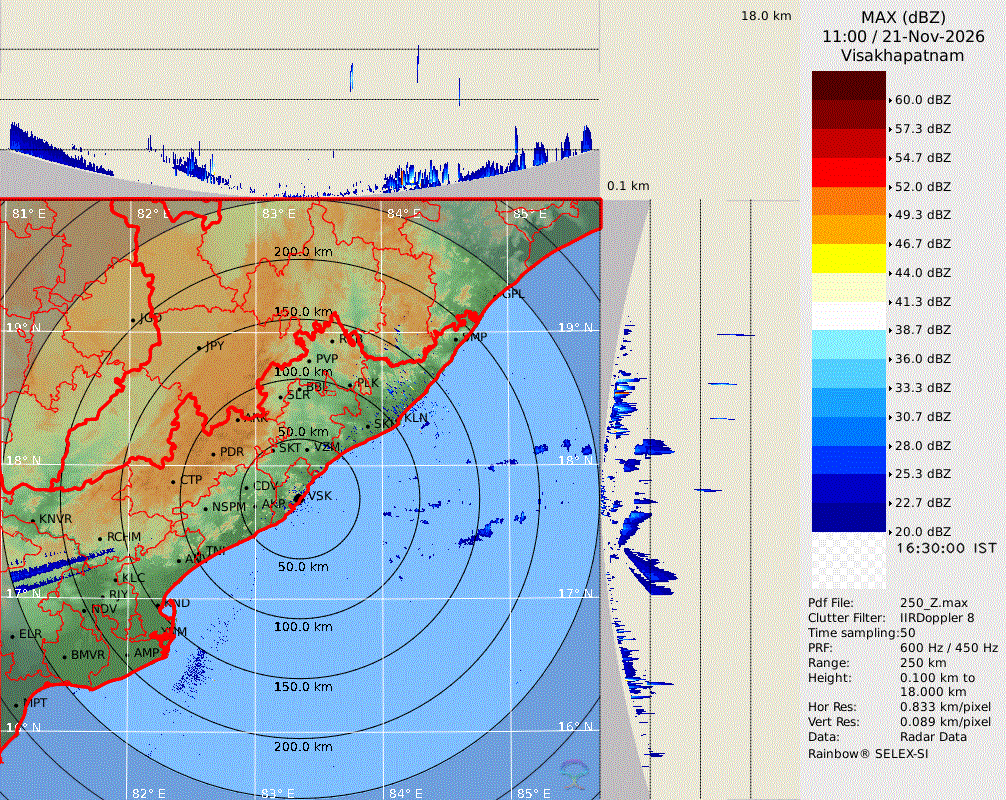 18.0 km
0.1 km
MAX (dBZ)
11:00 / 21-Nov-2026
Visakhapatnam
60.0 dBZ
57.3 dBZ
54.7 dBZ
52.0 dBZ
49.3 dBZ
46.7 dBZ
44.0 dBZ
41.3 dBZ
38.7 dBZ
36.0 dBZ
33.3 dBZ
30.7 dBZ
28.0 dBZ
25.3 dBZ
22.7 dBZ
20.0 dBZ
16:30:00 IST
Pdf File: 250_Z.max
Clutter Filter: IIRDoppler 8
Time sampling:50
PRF: 600 Hz / 450 Hz
Range: 250 km
Height: 0.100 km to
18.000 km
Hor Res: 0.833 km/pixel
Vert Res: 0.089 km/pixel
Data: Radar Data
Rainbow® SELEX-SI
81° E 82° E 83° E 84° E 85° E
200.0 km
GPL
150.0 km
JGD
19° N 19° N
JPY
PVP
100.0 km
PLK
SLR
KLN
50.0 km
SKT VZM
PDR
18° N 18° N
CTP
CDV
VSK
NSPM AKP
KNVR
RCHM
TNI
50.0 km
KLC
RJY
17° N 17° N
NDV
KND
100.0 km
ELR
BMVR AMP
150.0 km
MPT
16° N 16° N
200.0 km
82° E 83° E 84° E 85° E